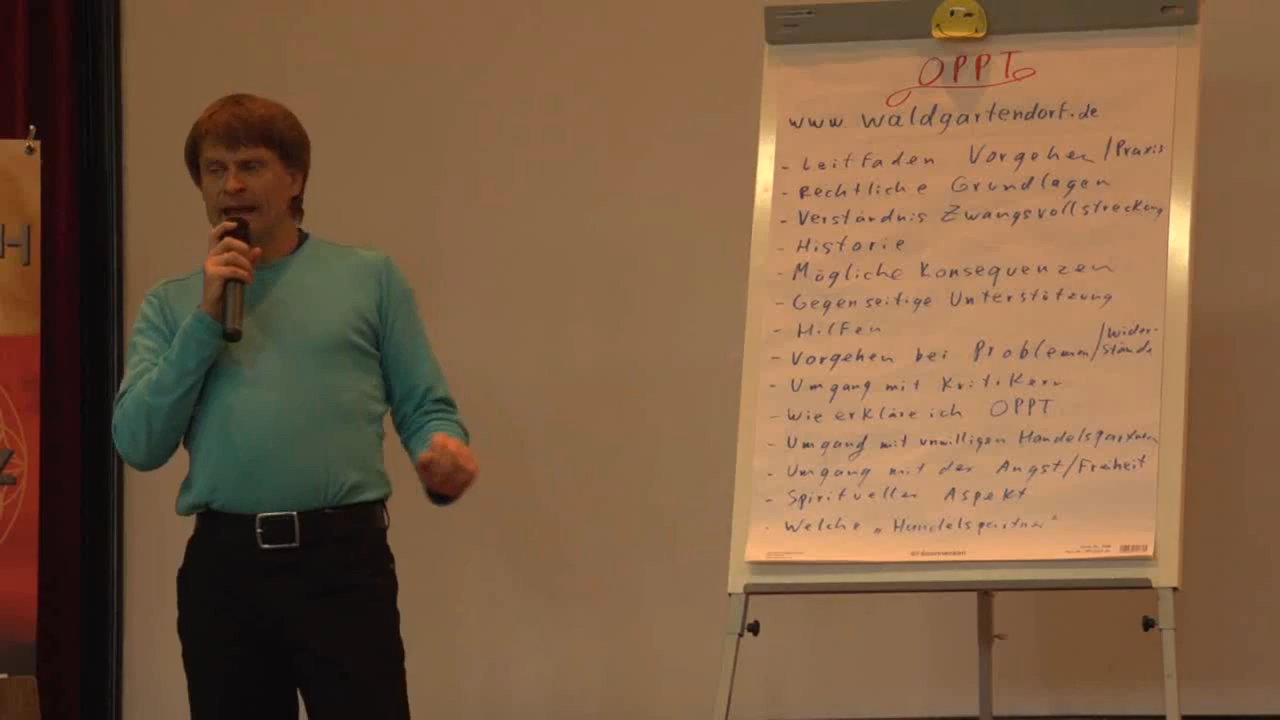 H
OPPT
www.waldgartendorf.de
- Leitfaden Vorgehen/Praxis
- Rechtliche Grundlagen
- Verständnis Zwangsvollstreckung
- Historie
- Mögliche Konsequenzen
- Gegenseitige Unterstützung
- Hilfen
- Vorgehen bei Problemen/Wider-
stände
- Umgang mit Kritikern
- Wie erkläre ich OPPT
- Umgang mit unwilligen Handelspartnern
- Umgang mit der Angst/Freiheit
- Spiritueller Aspekt
- Welche „Handelspartner"